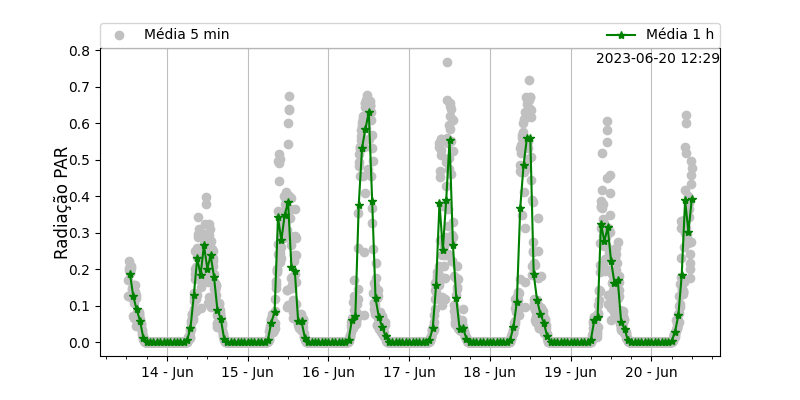 Média 5 min
Média 1 h
2023-06-20 12:29
Radiação PAR
0.8
0.7
0.6
0.5
0.4
0.3
0.2
0.1
0.0
14 - Jun
15 - Jun
16 - Jun
17 - Jun
18 - Jun
19 - Jun
20 - Jun